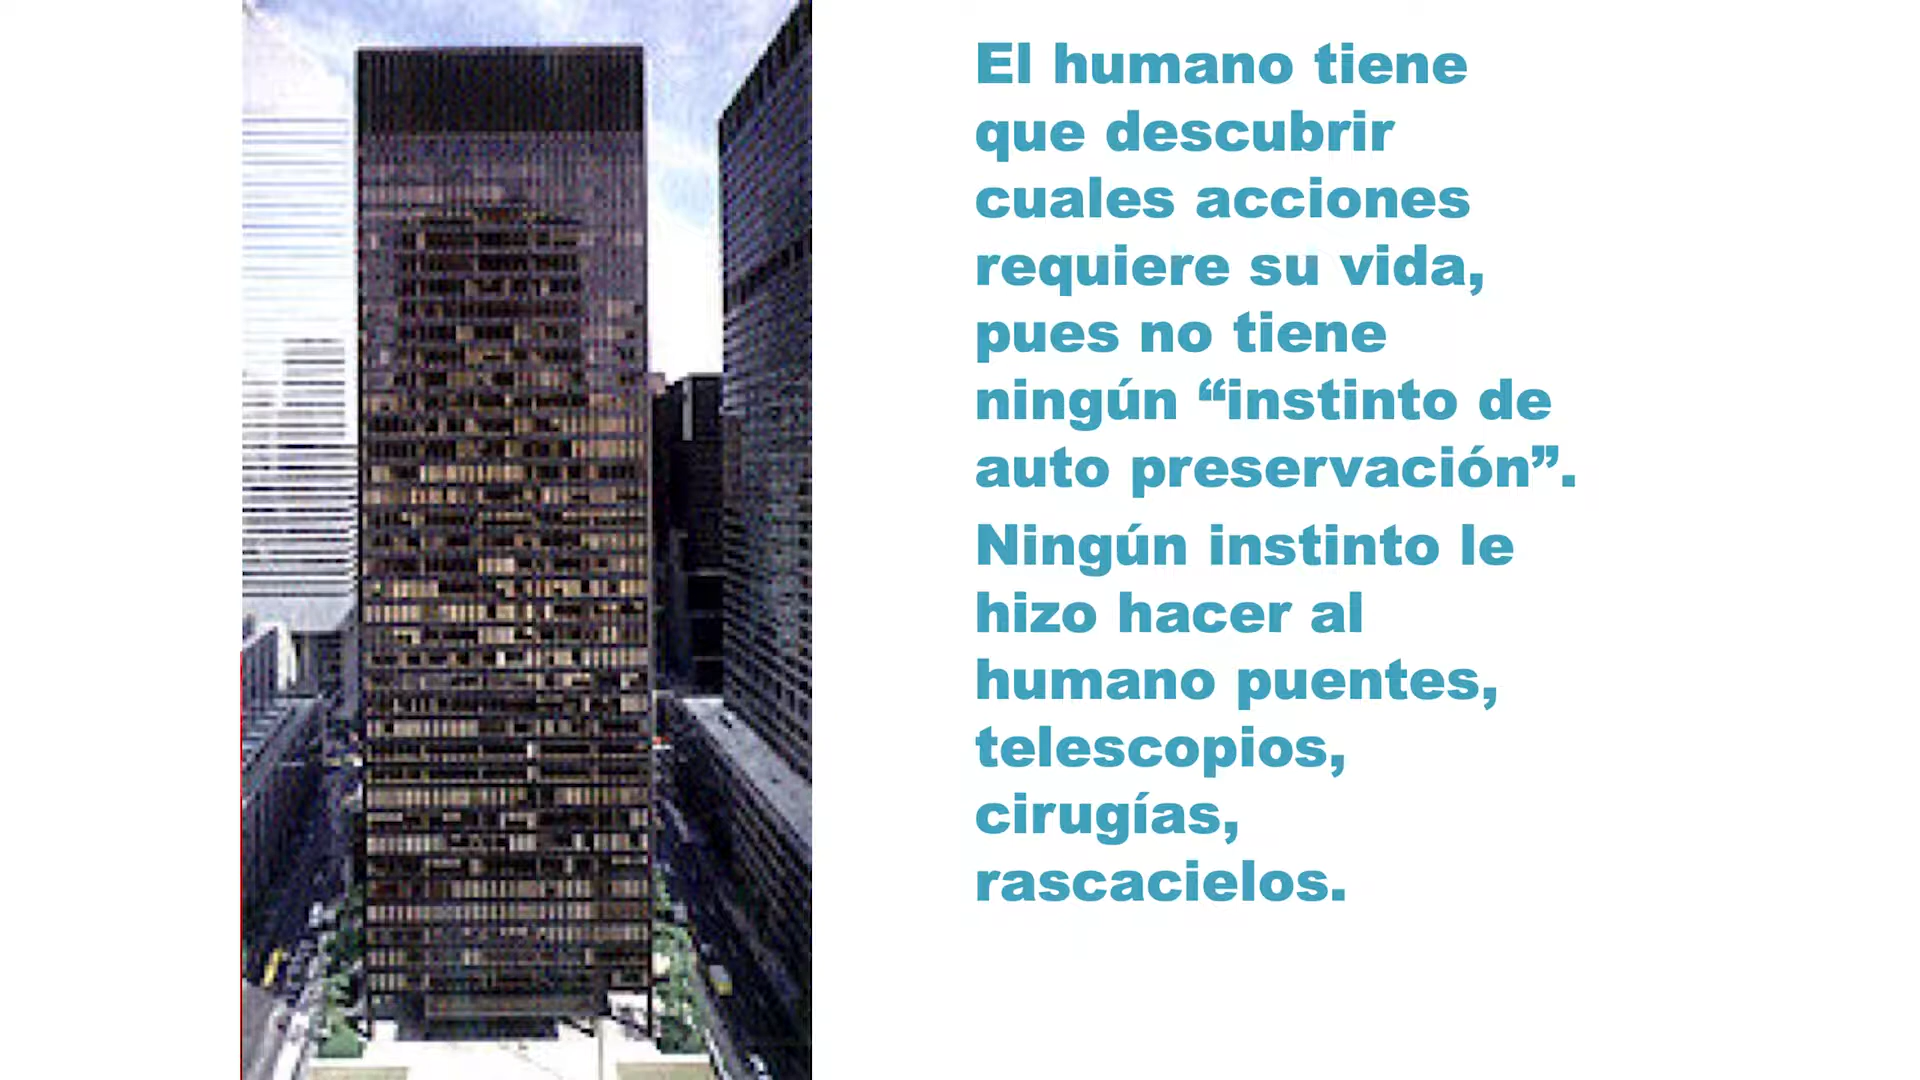 El humano tiene
que descubrir
cuales acciones
requiere su vida,
pues no tiene
ningún “instinto de
auto preservación”.
Ningún instinto le
hizo hacer al
humano puentes,
telescopios,
cirugías,
rascacielos.